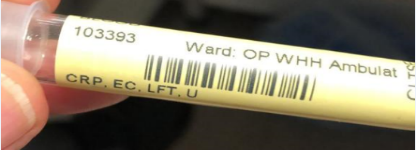 103393
Ward: OP WHH Ambulat
CRP, EC, LFT, U